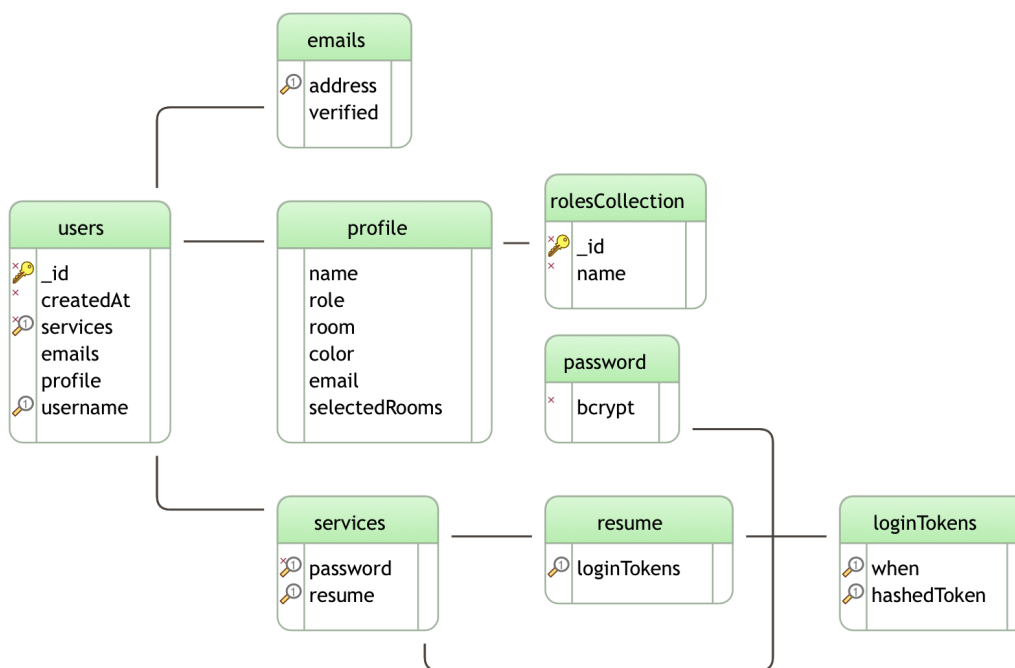 emails
address
verified
users
_id
createdAt
services
emails
profile
username
profile
name
role
room
color
email
selectedRooms
rolesCollection
_id
name
password
bcrypt
services
password
resume
resume
loginTokens
loginTokens
when
hashedToken